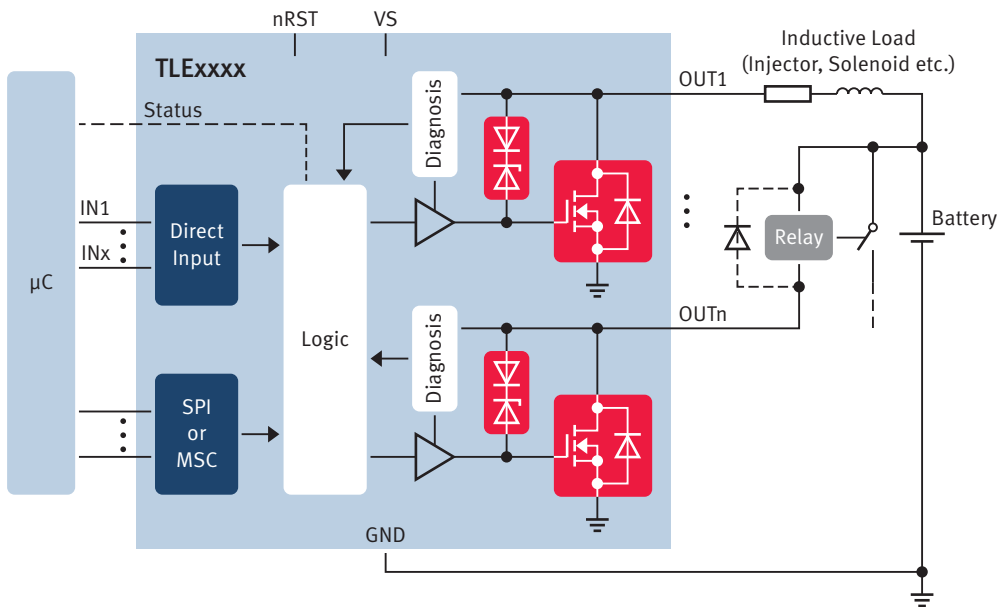 nRST
VS
Inductive Load
(Injector, Solenoid etc.)
TLExxxx
OUT1
Status
Diagnosis
IN1
INx
Direct
Input
µC
Relay
Battery
OUTn
Logic
Diagnosis
SPI
or
MSC
GND